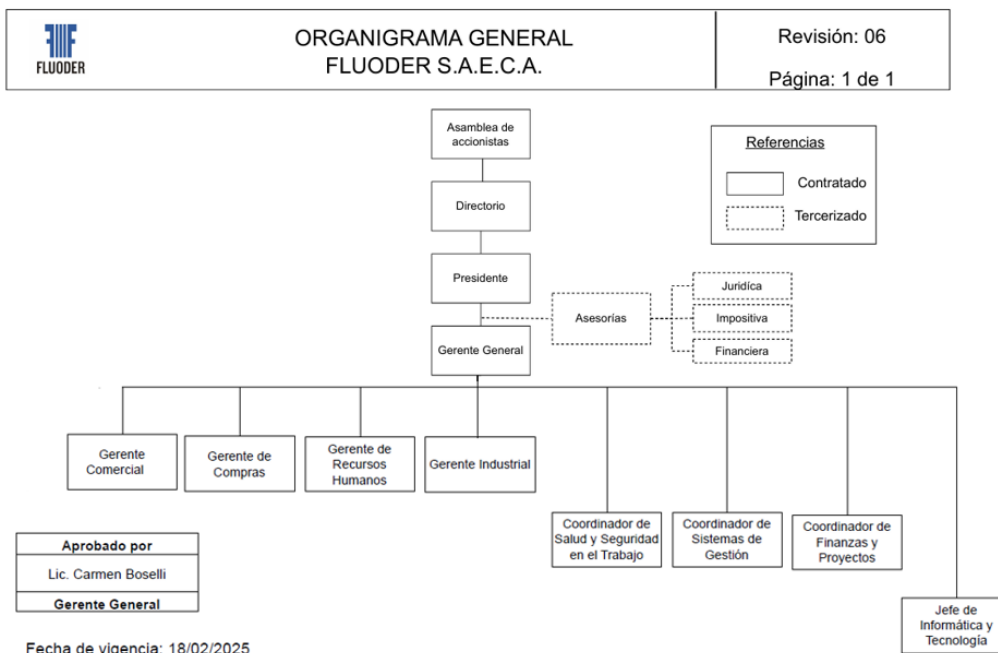 FLUODER
ORGANIGRAMA GENERAL
FLUODER S.A.E.C.A.
Revisión: 06
Página: 1 de 1
Asamblea de
accionistas
Referencias
Contratado
Tercerizado
Directorio
Presidente
Asesorías
Juridíca
Impositiva
Financiera
Gerente General
Gerente
Comercial
Gerente de
Compras
Gerente de
Recursos
Humanos
Gerente Industrial
Coordinador de
Salud y Seguridad
en el Trabajo
Coordinador de
Sistemas de
Gestión
Coordinador de
Finanzas y
Proyectos
Jefe de
Informática y
Tecnología
Aprobado por
Lic. Carmen Boselli
Gerente General
Fecha de vigencia: 18/02/2025